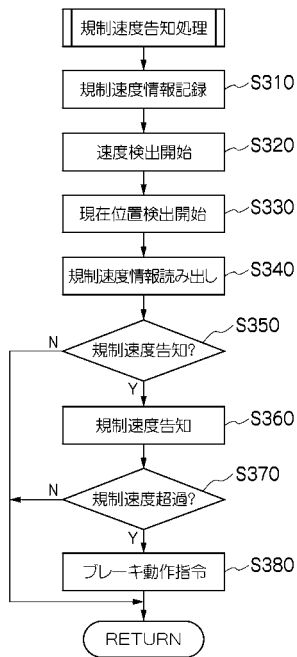 規制速度告知処理
規制速度情報記録
S310
速度検出開始
S320
現在位置検出開始
S330
規制速度情報読み出し
S340
規制速度告知?
S350
N
Y
規制速度告知
S360
規制速度超過?
S370
N
Y
ブレーキ動作指令
S380
RETURN